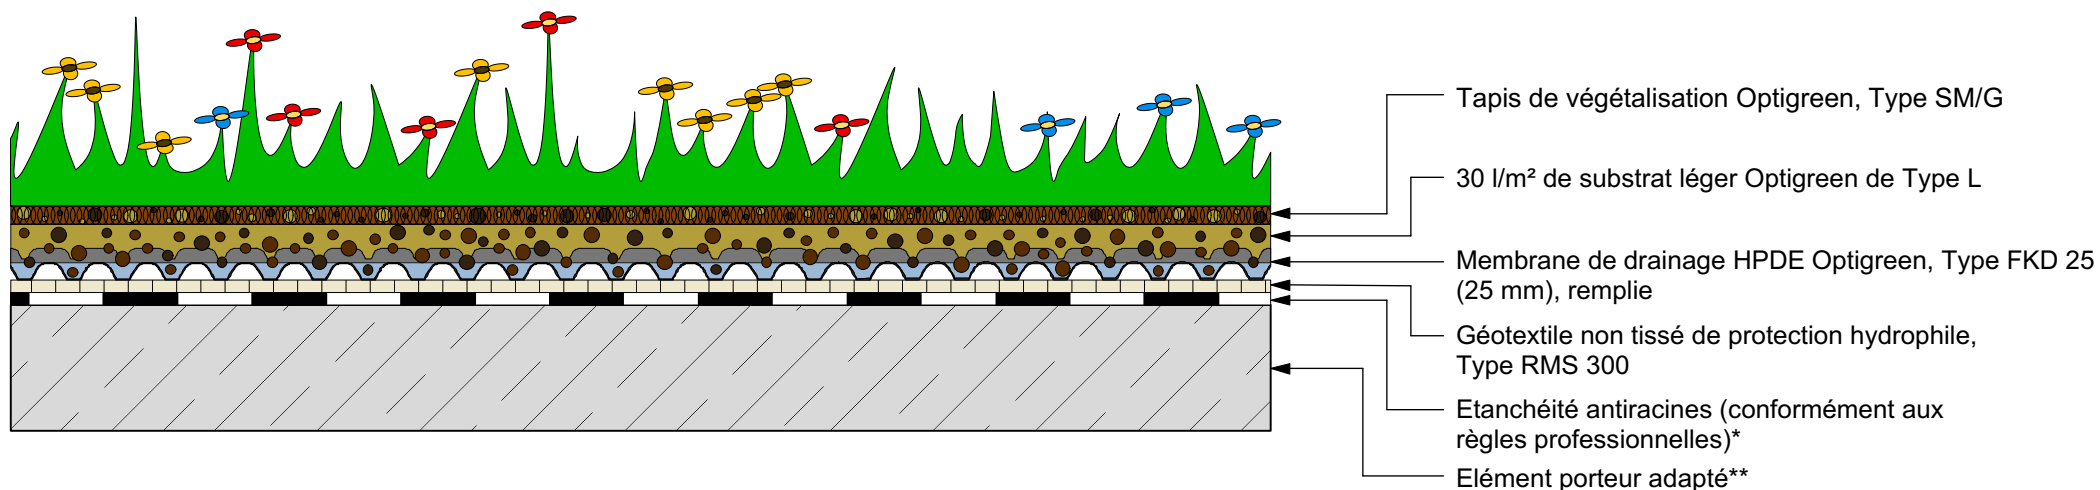 Tapis de végétalisation Optigreen, Type SM/G
30 l/m² de substrat léger Optigreen de Type L
Membrane de drainage HPDE Optigreen, Type FKD 25
(25 mm), remplie
Géotextile non tissé de protection hydrophile,
Type RMS 300
Etanchéité antiracines (conformément aux
règles professionnelles)*
Elément porteur adapté**